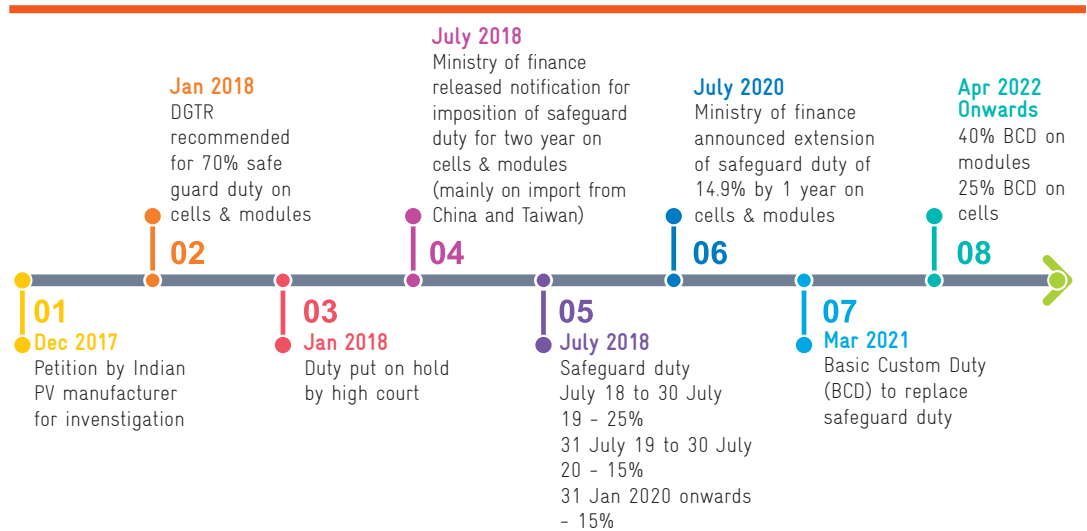 01
Dec 2017
Petition by Indian
PV manufacturer
for invenstigation
Jan 2018
DGTR
recommended
for 70% safe
guard duty on
cells & modules
02
03
Jan 2018
Duty put on hold
by high court
July 2018
Ministry of finance
released notification for
imposition of safeguard
duty for two year on
cells & modules
(mainly on import from
China and Taiwan)
04
05
July 2018
Safeguard duty
July 18 to 30 July
19 - 25%
31 July 19 to 30 July
20 - 15%
31 Jan 2020 onwards
- 15%
July 2020
Ministry of finance
announced extension
of safeguard duty of
14.9% by 1 year on
cells & modules
06
07
Mar 2021
Basic Custom Duty
(BCD) to replace
safeguard duty
Apr 2022
Onwards
40% BCD on
modules
25% BCD on
cells
08